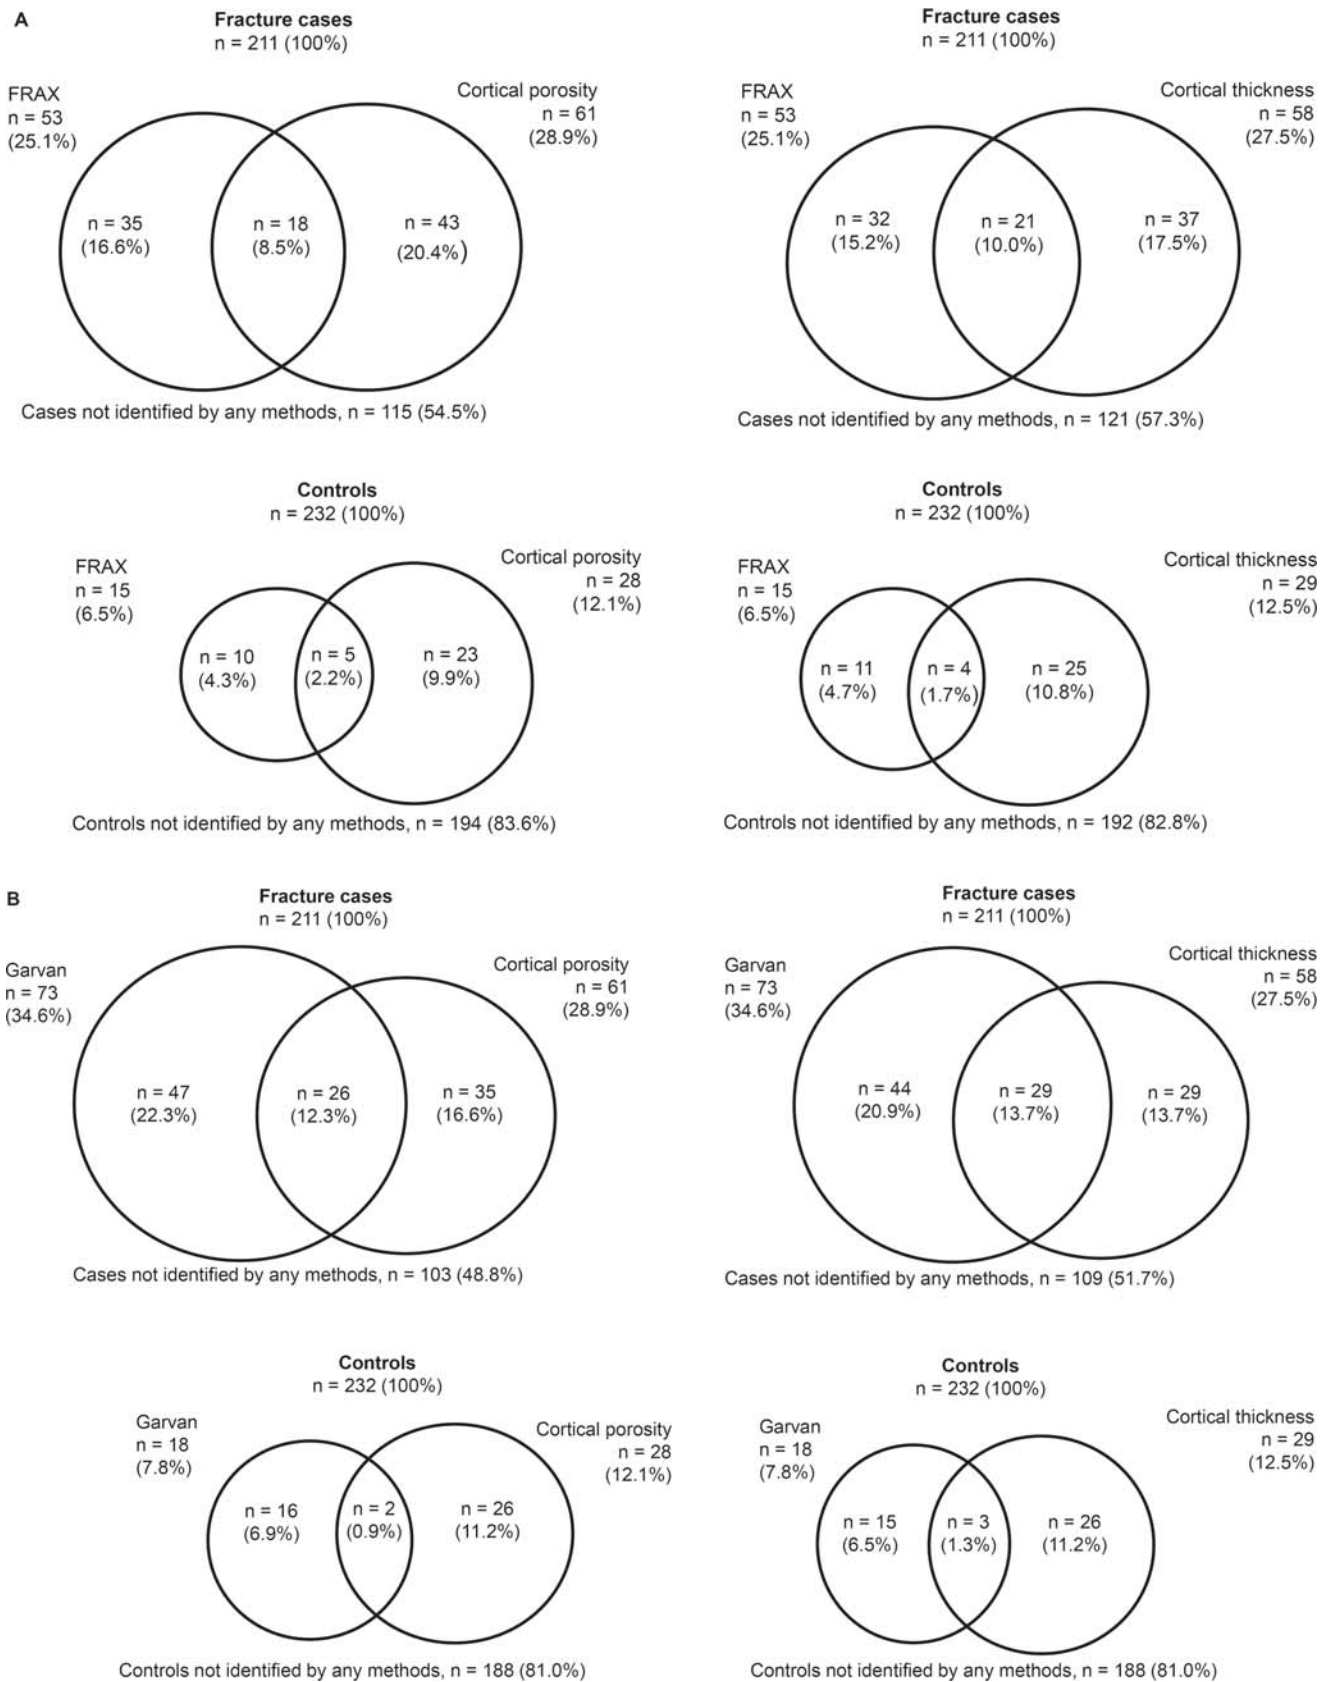 A
Fracture cases
n = 211 (100%)
FRAX
n = 53
(25.1%)
Cortical porosity
n = 61
(28.9%)
n = 35
(16.6%)
n = 18
(8.5%)
n = 43
(20.4%)
Cases not identified by any methods, n = 115 (54.5%)
Fracture cases
n = 211 (100%)
FRAX
n = 53
(25.1%)
Cortical thickness
n = 58
(27.5%)
n = 32
(15.2%)
n = 21
(10.0%)
n = 37
(17.5%)
Cases not identified by any methods, n = 121 (57.3%)
Controls
n = 232 (100%)
FRAX
n = 15
(6.5%)
Cortical porosity
n = 28
(12.1%)
n = 10
(4.3%)
n = 5
(2.2%)
n = 23
(9.9%)
Controls not identified by any methods, n = 194 (83.6%)
Controls
n = 232 (100%)
FRAX
n = 15
(6.5%)
Cortical thickness
n = 29
(12.5%)
n = 11
(4.7%)
n = 4
(1.7%)
n = 25
(10.8%)
Controls not identified by any methods, n = 192 (82.8%)
B
Fracture cases
n = 211 (100%)
Garvan
n = 73
(34.6%)
Cortical porosity
n = 61
(28.9%)
n = 47
(22.3%)
n = 26
(12.3%)
n = 35
(16.6%)
Cases not identified by any methods, n = 103 (48.8%)
Fracture cases
n = 211 (100%)
Garvan
n = 73
(34.6%)
Cortical thickness
n = 58
(27.5%)
n = 44
(20.9%)
n = 29
(13.7%)
n = 29
(13.7%)
Cases not identified by any methods, n = 109 (51.7%)
Controls
n = 232 (100%)
Garvan
n = 18
(7.8%)
Cortical porosity
n = 28
(12.1%)
n = 16
(6.9%)
n = 2
(0.9%)
n = 26
(11.2%)
Controls not identified by any methods, n = 188 (81.0%)
Controls
n = 232 (100%)
Garvan
n = 18
(7.8%)
Cortical thickness
n = 29
(12.5%)
n = 15
(6.5%)
n = 3
(1.3%)
n = 26
(11.2%)
Controls not identified by any methods, n = 188 (81.0%)